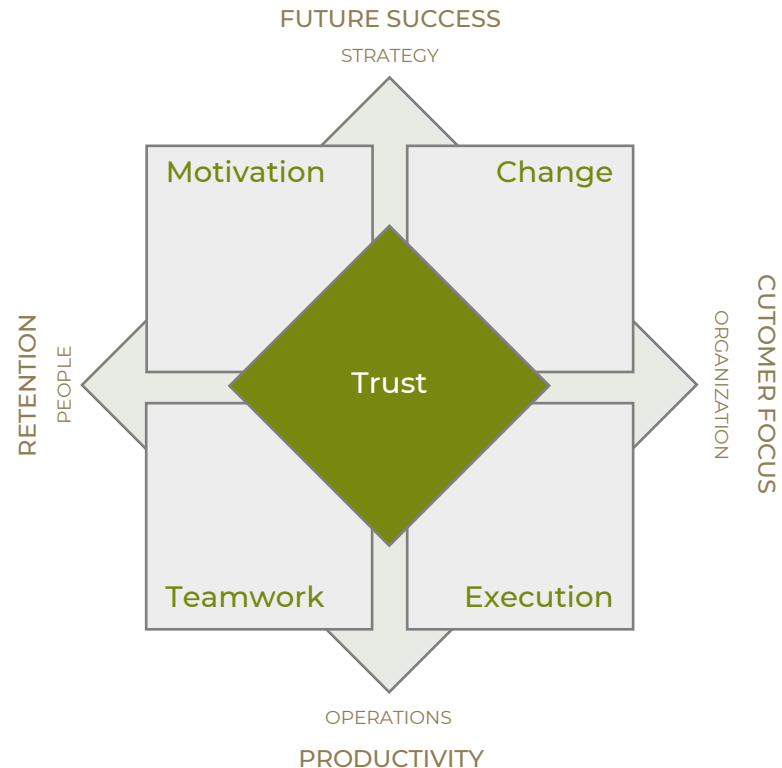 FUTURE SUCCESS
STRATEGY
Motivation
Change
RETENTION
PEOPLE
Trust
ORGANIZATION
CUTOMER FOCUS
Teamwork
Execution
OPERATIONS
PRODUCTIVITY